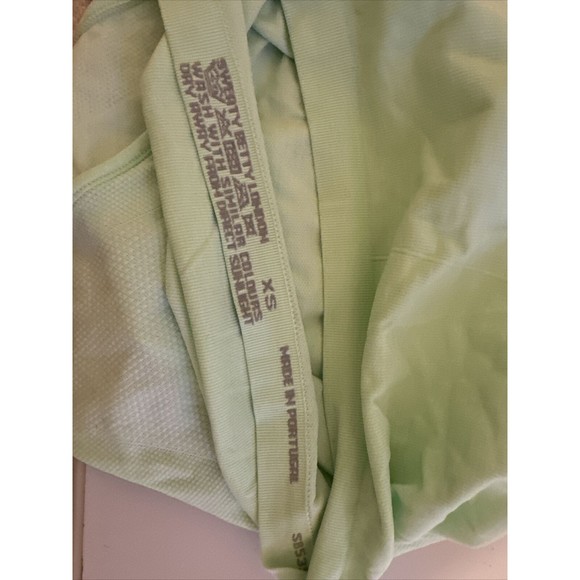 SWEATY BETTY LONDON
WASH WITH SIMILAR COLOURS
DRY AWAY FROM DIRECT SUNLIGHT
XS
MADE IN PORTUGAL